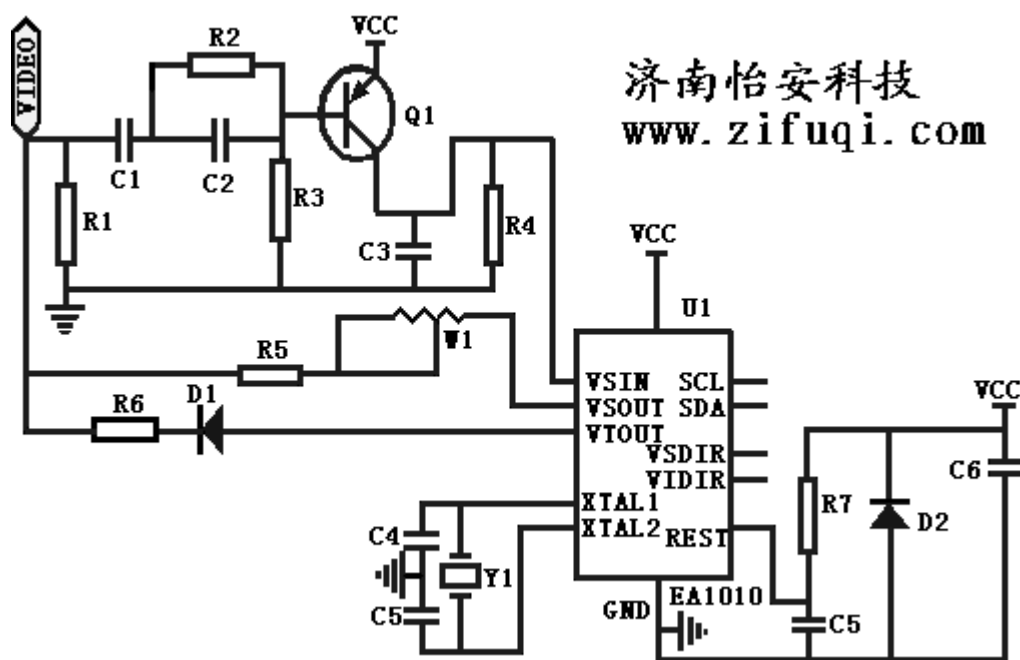 VIDEO
VCC
R2
Q1
济南怡安科技
www.zifuqi.com
C1
C2
R1
R3
C3
R4
VCC
U1
W1
R5
D1
R6
VSIN
SCL
VSOUT
SDA
VTOUT
VSDIR
VIDIR
XTAL1
XTAL2
REST
VCC
C6
R7
D2
C4
Y1
C5
GND
EA1010
C5